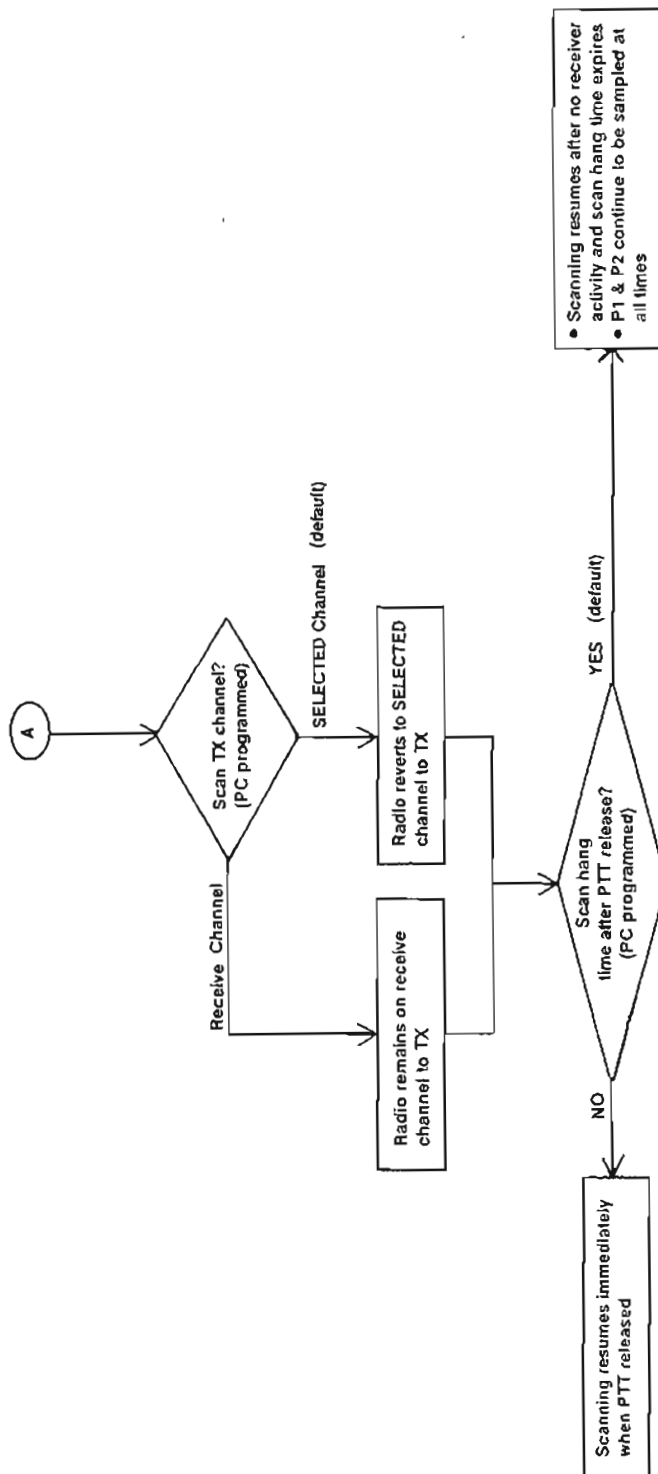 A
Scan TX channel?
(PC programmed)
Receive Channel
SELECTED Channel (default)
Radio remains on receive
channel to TX
Radio reverts to SELECTED
channel to TX
Scan hang
time after PTT release?
(PC programmed)
NO
YES (default)
Scanning resumes immediately
when PTT released
• Scanning resumes after no receiver
activity and scan hang time expires
• P1 & P2 continue to be sampled at
all times